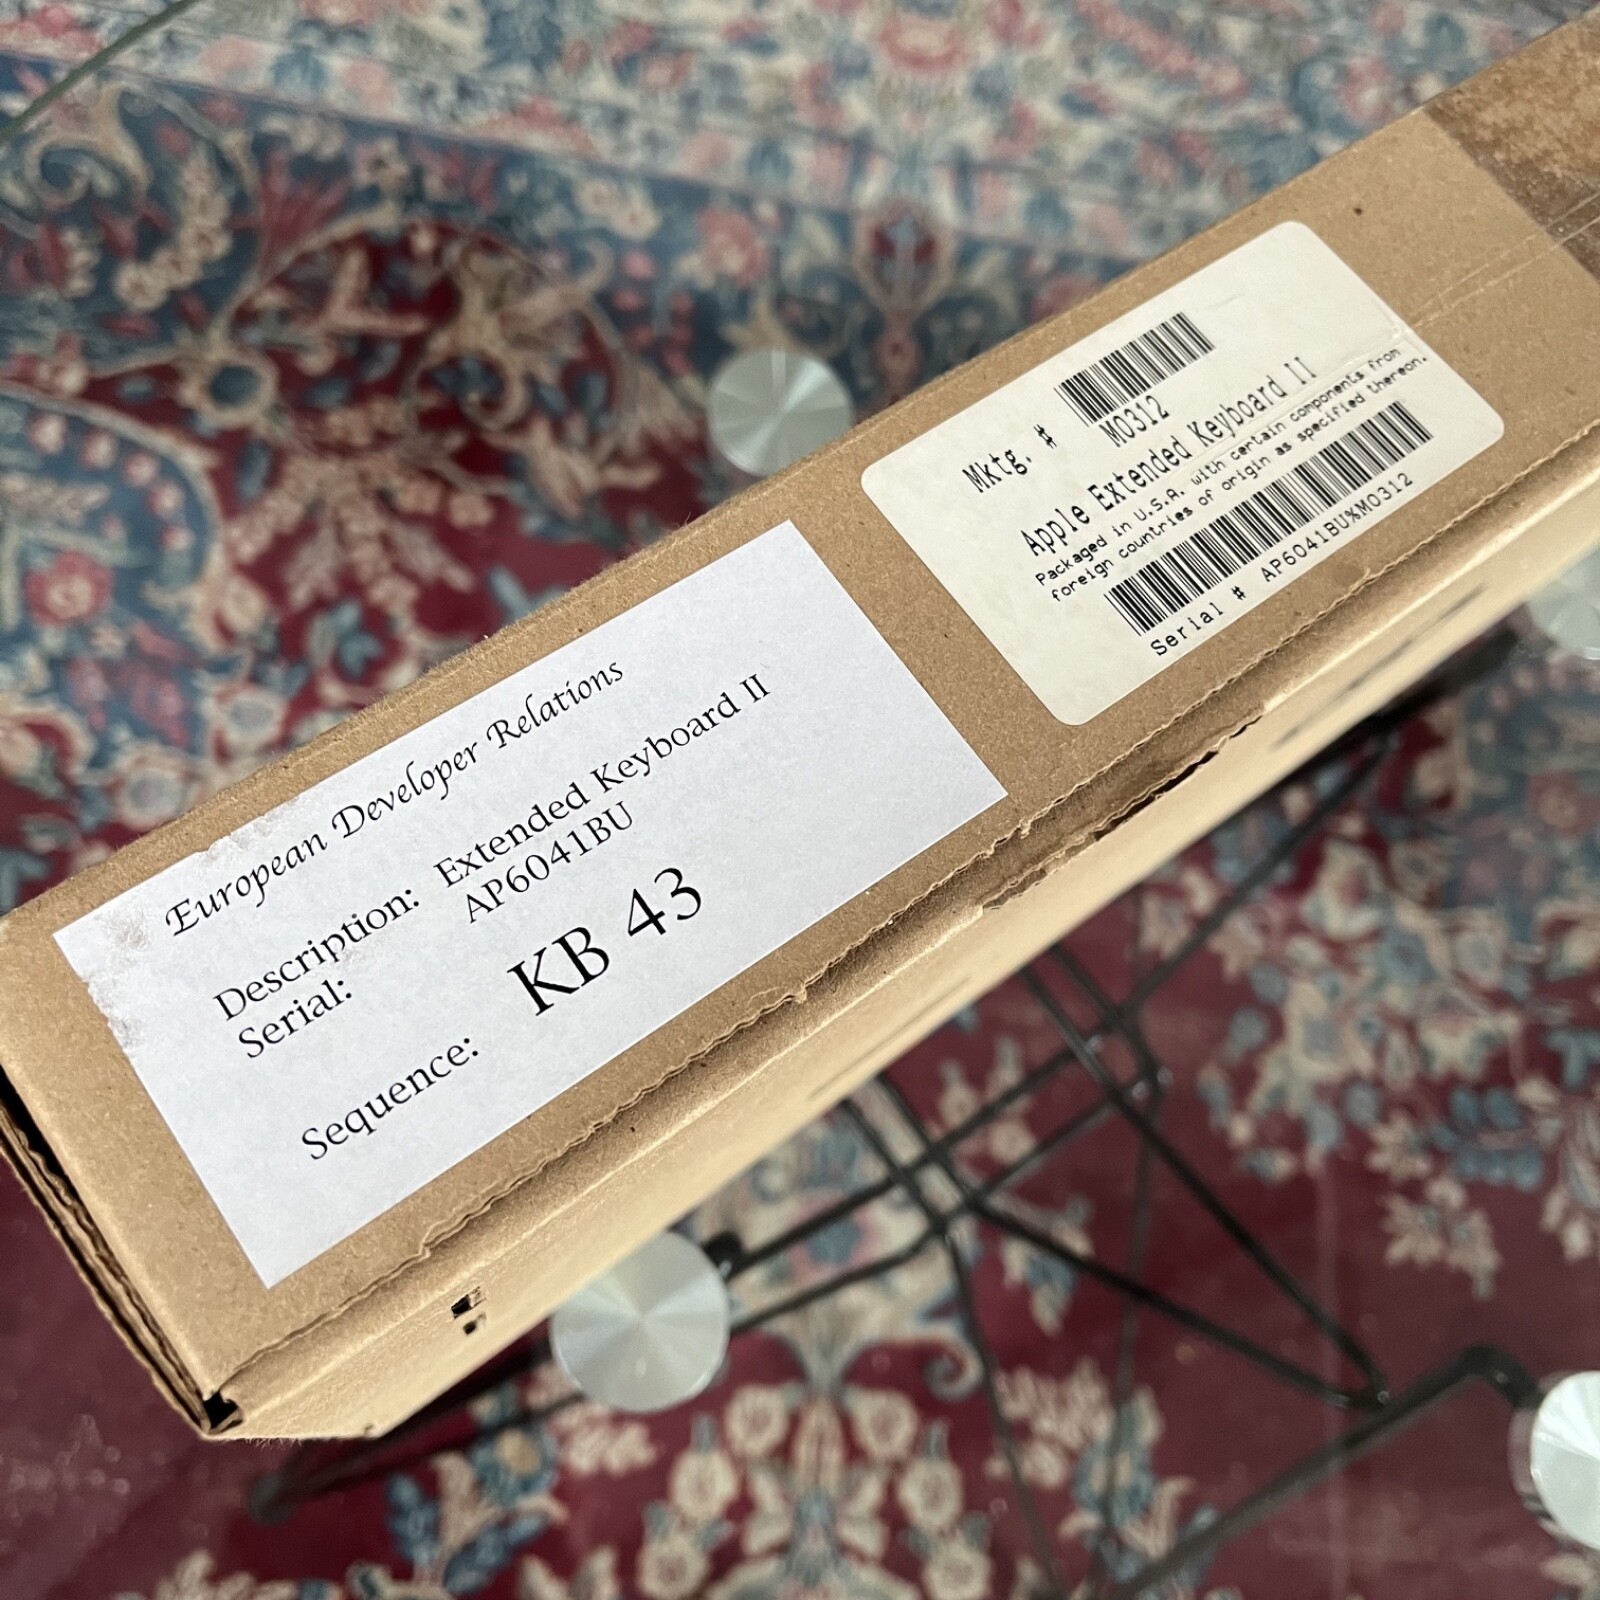 European Developer Relations
Description: Extended Keyboard II
Serial: AP6041BU
Sequence: KB 43
Mktg. # M0312
Apple Extended Keyboard II
Packaged in U.S.A. with certain components from
foreign countries of origin as specified thereon.
Serial # AP6041BU%M0312